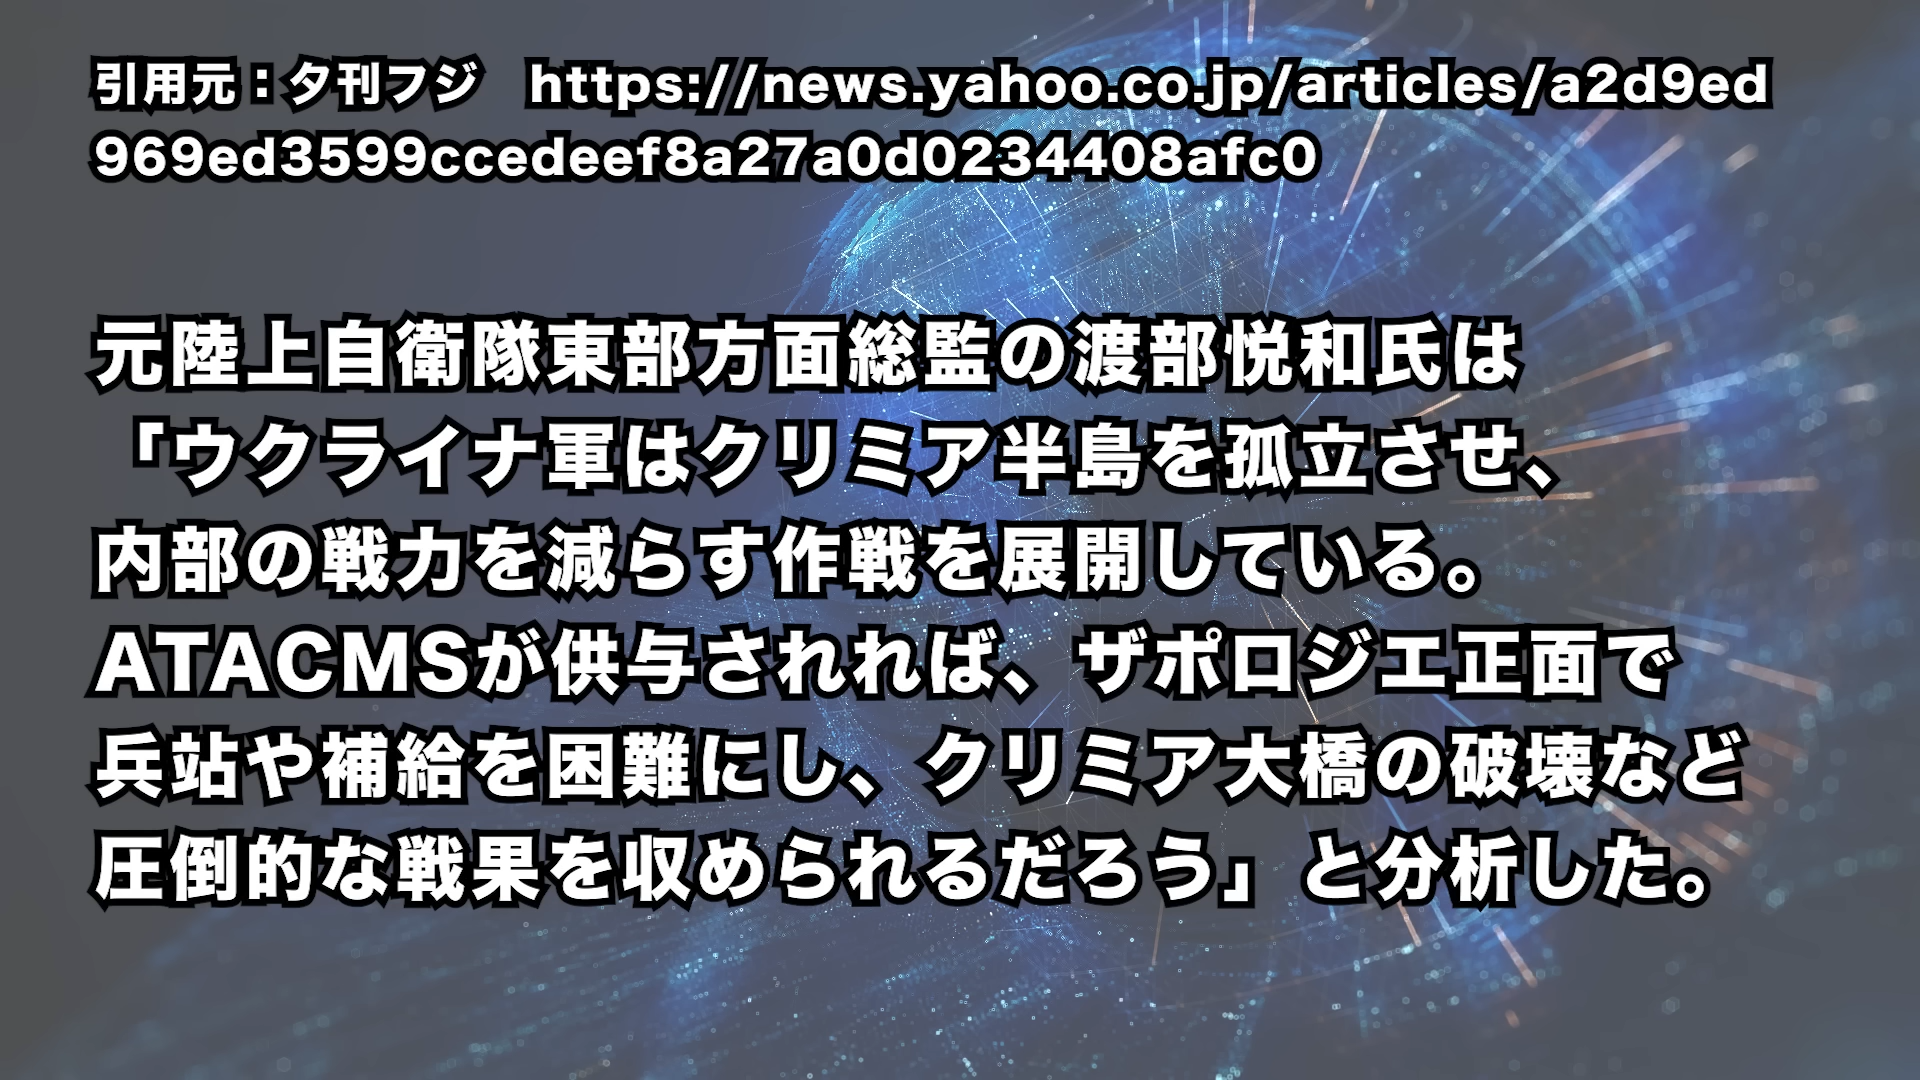 引用元：夕刊フジ　https://news.yahoo.co.jp/articles/a2d9ed
969ed3599ccedeef8a27a0d0234408afc0
元陸上自衛隊東部方面総監の渡部悦和氏は
「ウクライナ軍はクリミア半島を孤立させ、
内部の戦力を減らす作戦を展開している。
ATACMSが供与されれば、ザポロジエ正面で
兵站や補給を困難にし、クリミア大橋の破壊など
圧倒的な戦果を収められるだろう」と分析した。